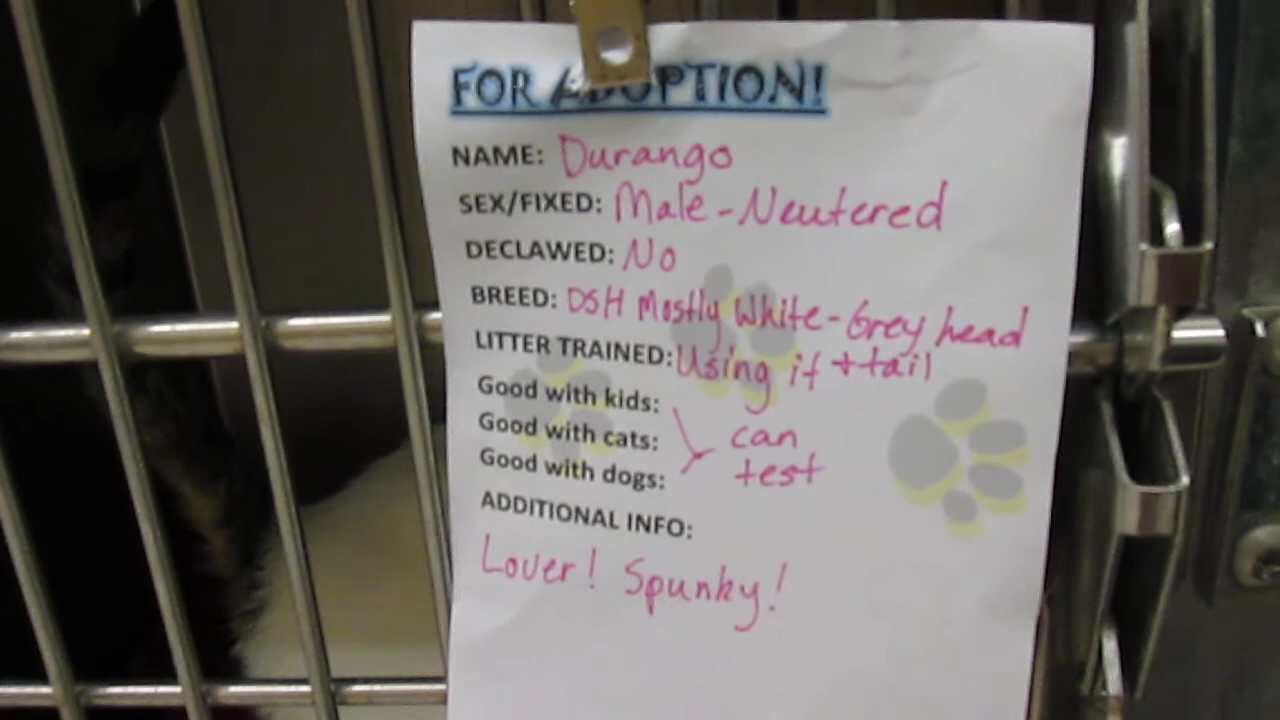 FOR ADOPTION!
NAME: Durango
SEX/FIXED: Male-Neutered
DECLAWED: No
BREED: DSH Mostly White-Grey head
LITTER TRAINED: Using it + tail
Good with kids:
Good with cats: can
Good with dogs: test
ADDITIONAL INFO:
Lover! Spunky!